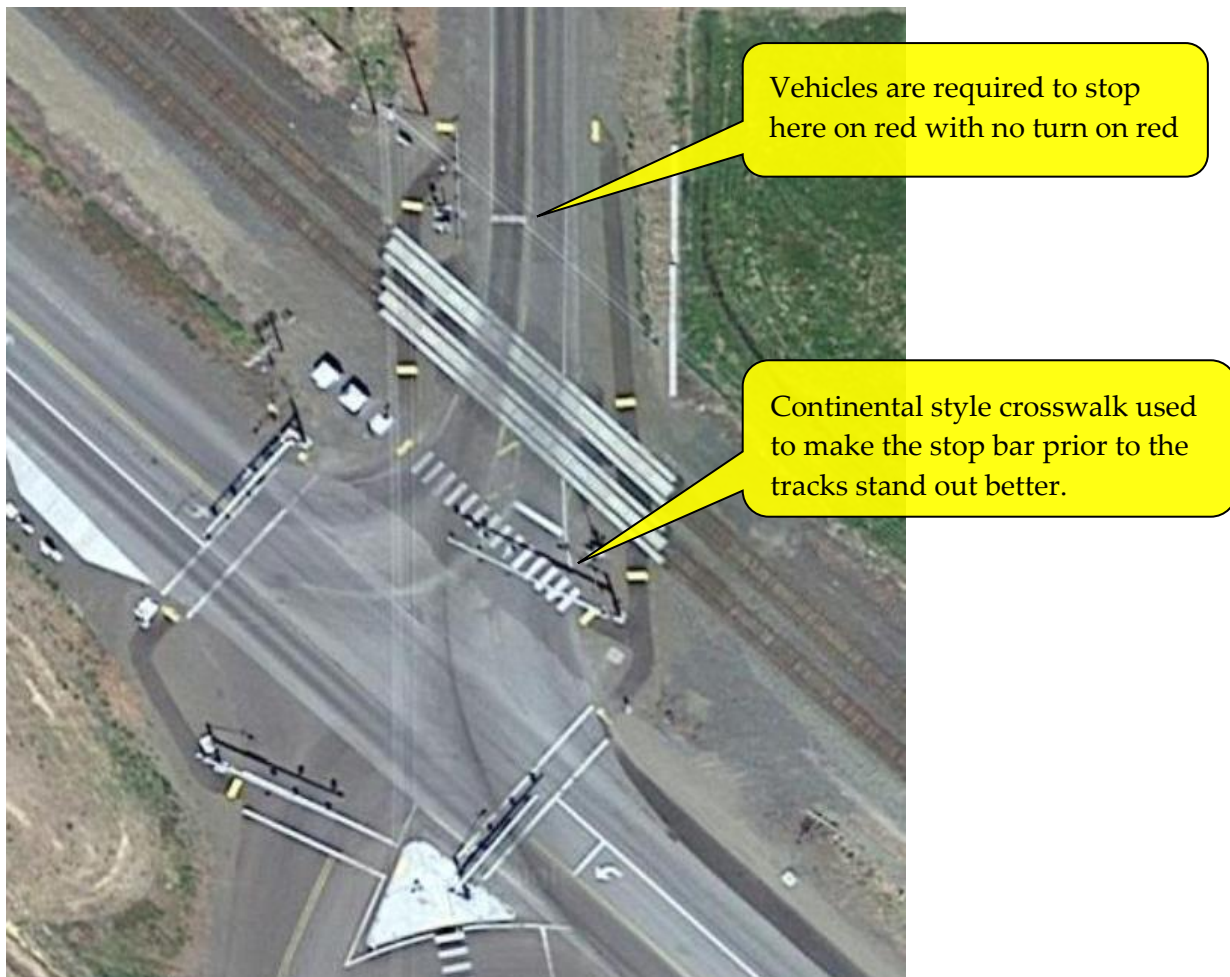 Vehicles are required to stop
here on red with no turn on red
Continental style crosswalk used
to make the stop bar prior to the
tracks stand out better.